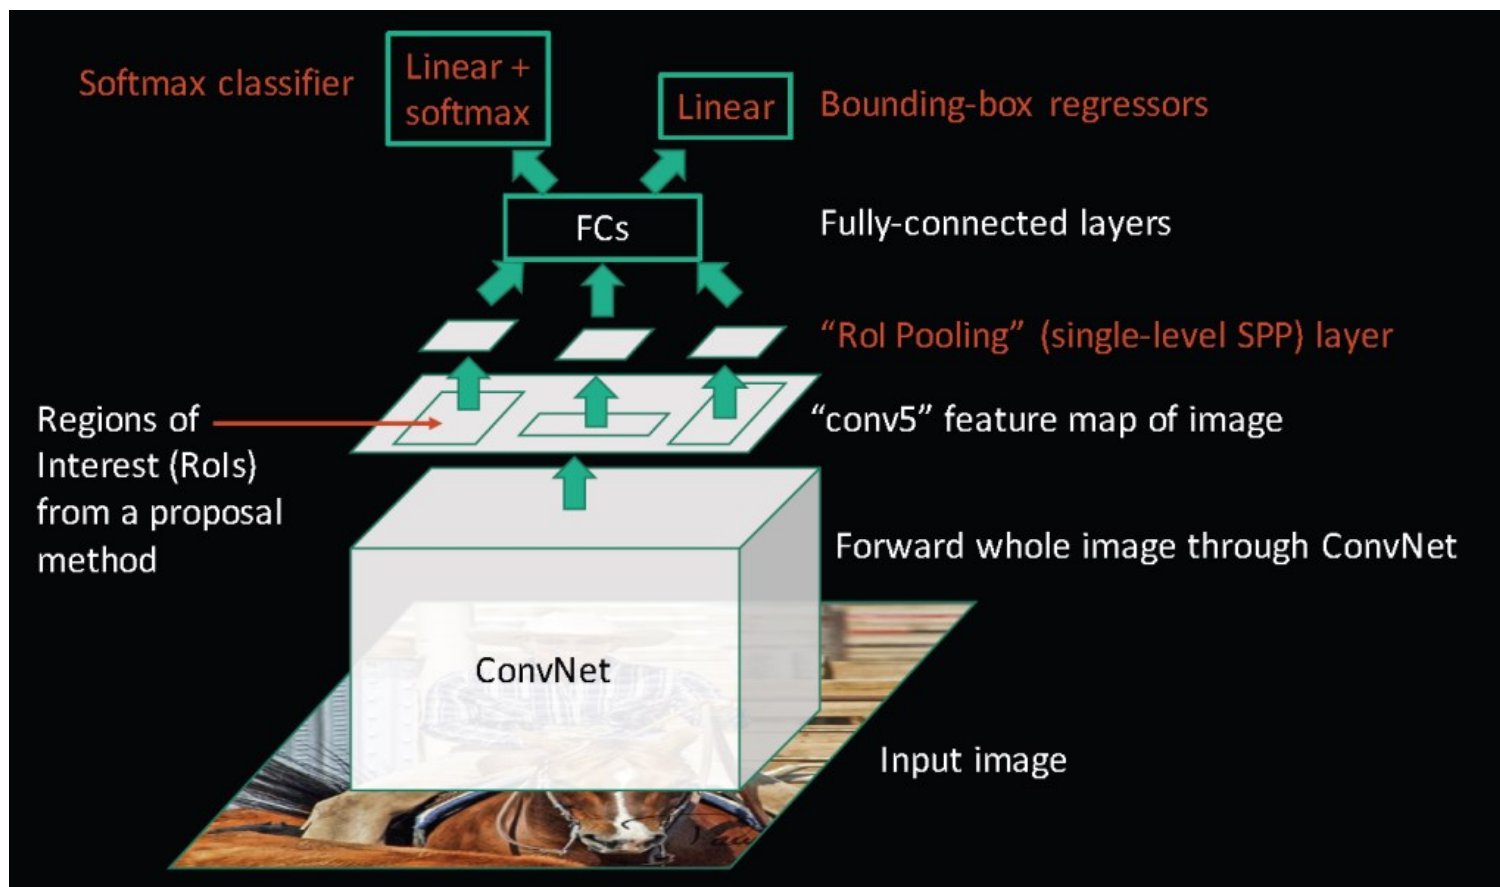 Softmax classifier
Linear +
softmax
Linear
Bounding-box regressors
FCs
Fully-connected layers
“RoI Pooling” (single-level SPP) layer
Regions of
Interest (RoIs)
from a proposal
method
“conv5” feature map of image
Forward whole image through ConvNet
ConvNet
Input image